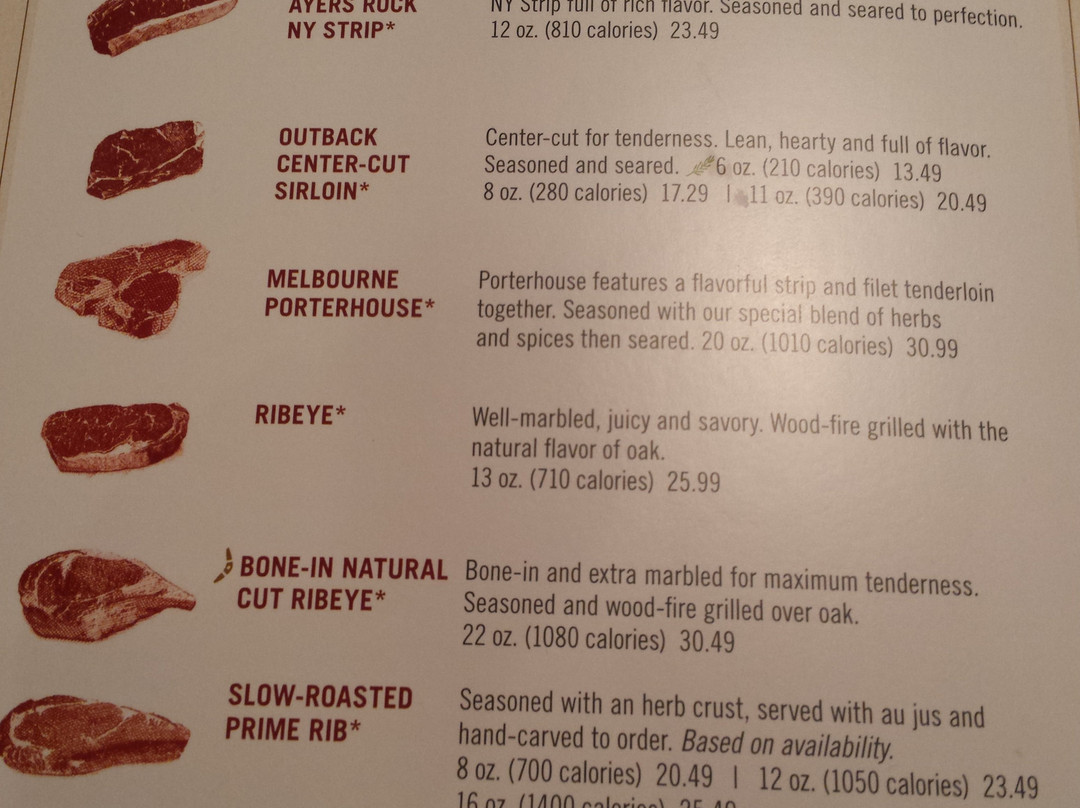 AYERS ROCK
NY STRIP*
NY Strip full of rich flavor. Seasoned and seared to perfection.
12 oz. (810 calories) 23.49
OUTBACK
CENTER-CUT
SIRLOIN*
Center-cut for tenderness. Lean, hearty and full of flavor.
Seasoned and seared. 6 oz. (210 calories) 13.49
8 oz. (280 calories) 17.29 | 11 oz. (390 calories) 20.49
MELBOURNE
PORTERHOUSE*
Porterhouse features a flavorful strip and filet tenderloin
together. Seasoned with our special blend of herbs
and spices then seared. 20 oz. (1010 calories) 30.99
RIBEYE*
Well-marbled, juicy and savory. Wood-fire grilled with the
natural flavor of oak.
13 oz. (710 calories) 25.99
BONE-IN NATURAL
CUT RIBEYE*
Bone-in and extra marbled for maximum tenderness.
Seasoned and wood-fire grilled over oak.
22 oz. (1080 calories) 30.49
SLOW-ROASTED
PRIME RIB*
Seasoned with an herb crust, served with au jus and
hand-carved to order. Based on availability.
8 oz. (700 calories) 20.49 | 12 oz. (1050 calories) 23.49
16 oz. (1400 calories)